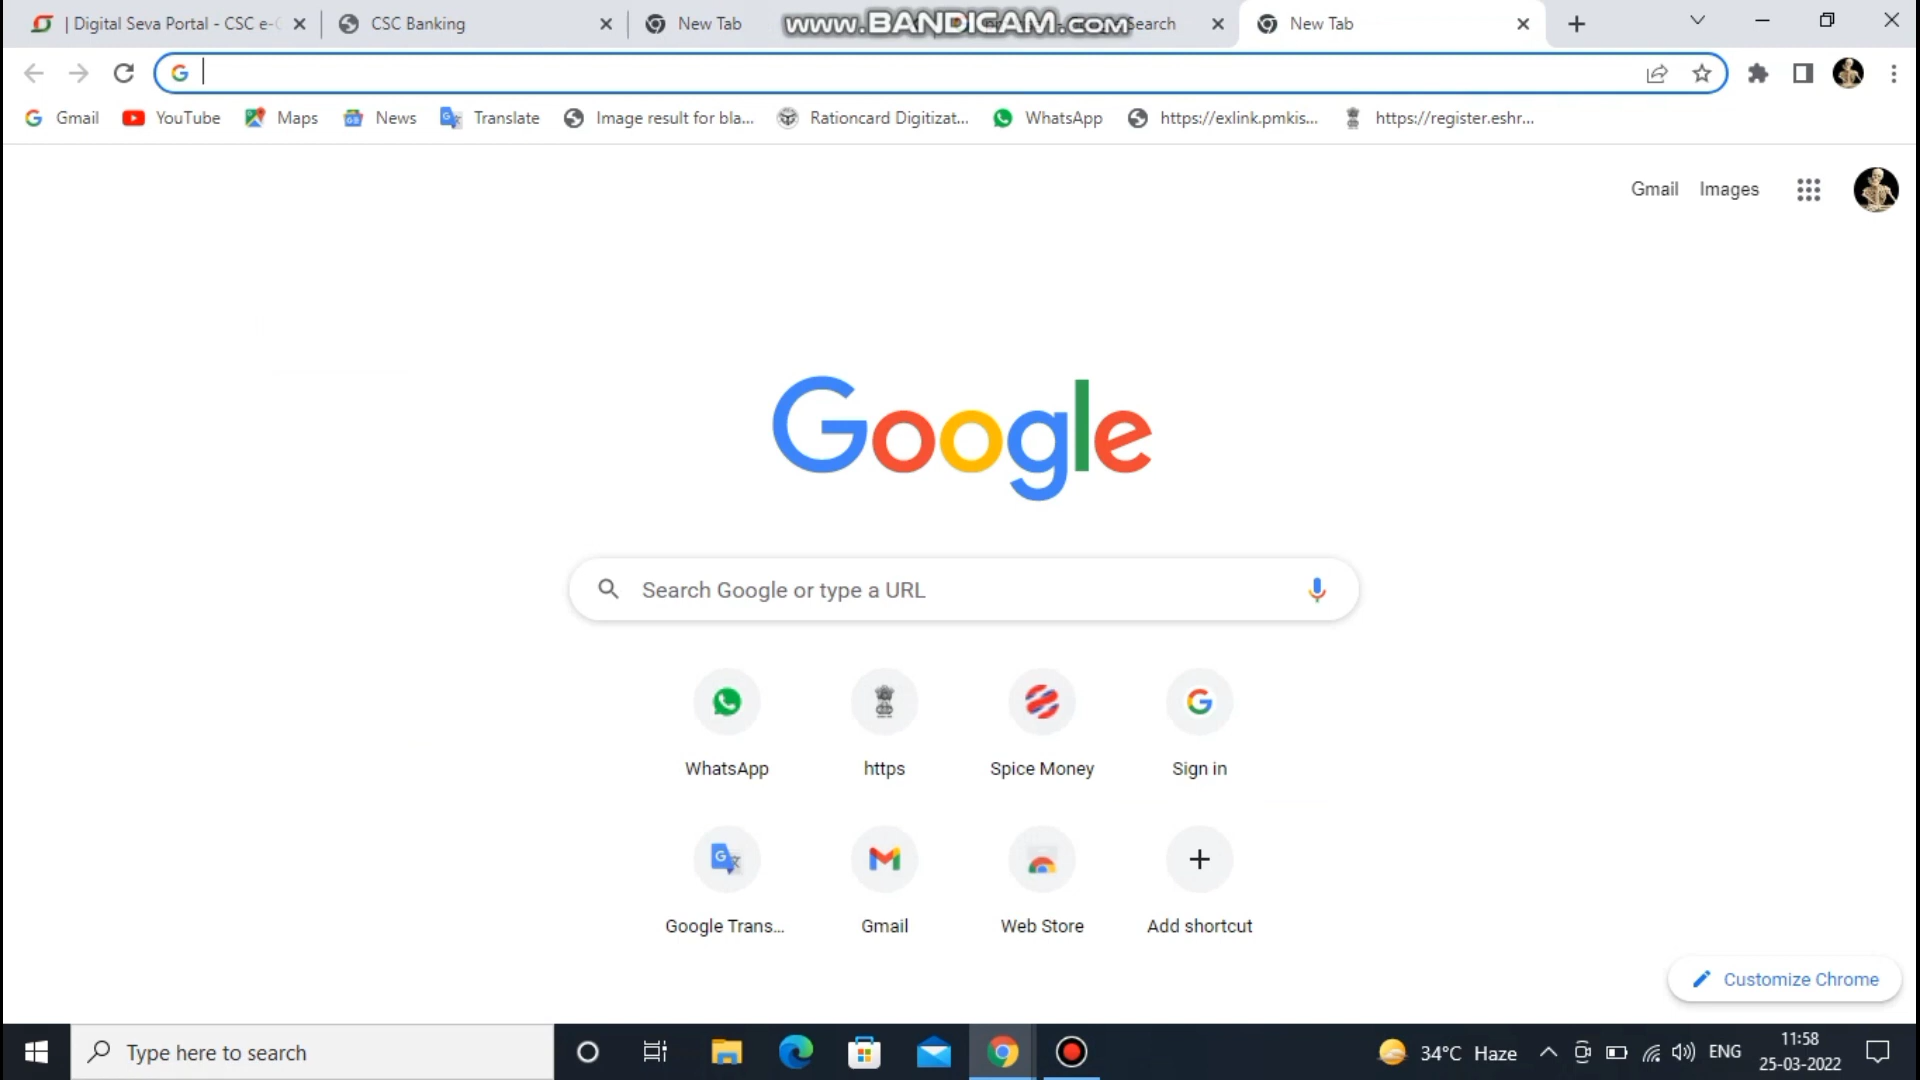 | Digital Seva Portal - CSC e-G
CSC Banking
New Tab
www.BANDICAM.com
Search
New Tab
Gmail
YouTube
Maps
News
Translate
Image result for bla...
Rationcard Digitizat...
WhatsApp
https://exlink.pmkis...
https://register.eshr...
Gmail
Images
Google
Search Google or type a URL
WhatsApp
https
Spice Money
Sign in
Google Trans...
Gmail
Web Store
Add shortcut
Customize Chrome
Type here to search
34°C Haze
ENG
11:58
25-03-2022